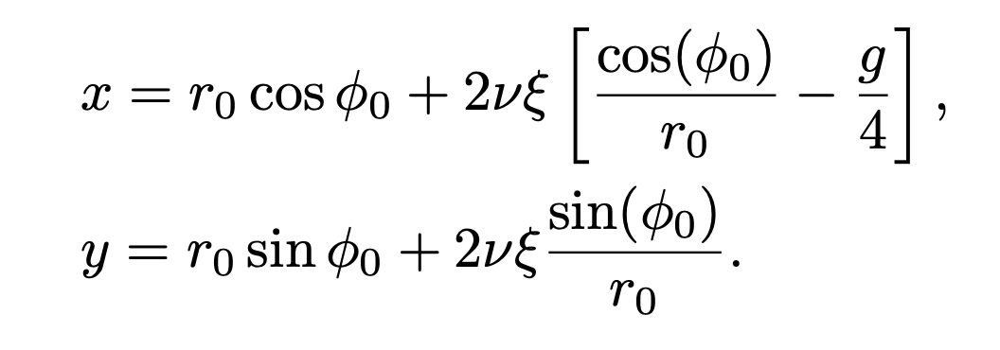 x = r_0 \cos \phi_0 + 2\nu\xi \left[ \frac{\cos(\phi_0)}{r_0} - \frac{g}{4} \right],
y = r_0 \sin \phi_0 + 2\nu\xi \frac{\sin(\phi_0)}{r_0}.